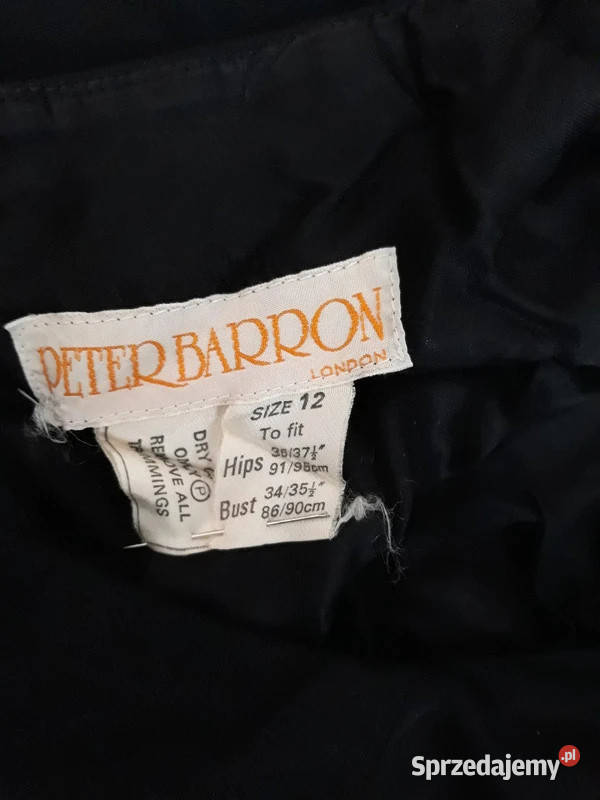 PETER BARRON
LONDON
SIZE 12
To fit
Hips 36/37½"
91/96cm
Bust 34/35½"
86/90cm
DRY
ONLY Ⓟ
REMOVE ALL
TRIMMINGS
Sprzedajemy.pl